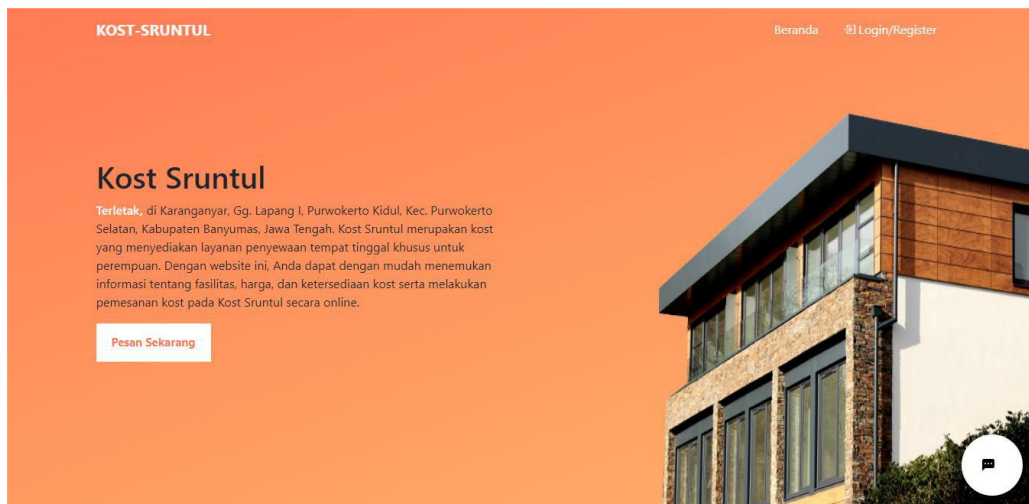 KOST-SRUNTUL
Beranda
Login/Register
Kost Sruntul
Terletak, di Karanganyar, Gg. Lapang I, Purwokerto Kidul, Kec. Purwokerto
Selatan, Kabupaten Banyumas, Jawa Tengah. Kost Sruntul merupakan kost
yang menyediakan layanan penyewaan tempat tinggal khusus untuk
perempuan. Dengan website ini, Anda dapat dengan mudah menemukan
informasi tentang fasilitas, harga, dan ketersediaan kost serta melakukan
pemesanan kost pada Kost Sruntul secara online.
Pesan Sekarang